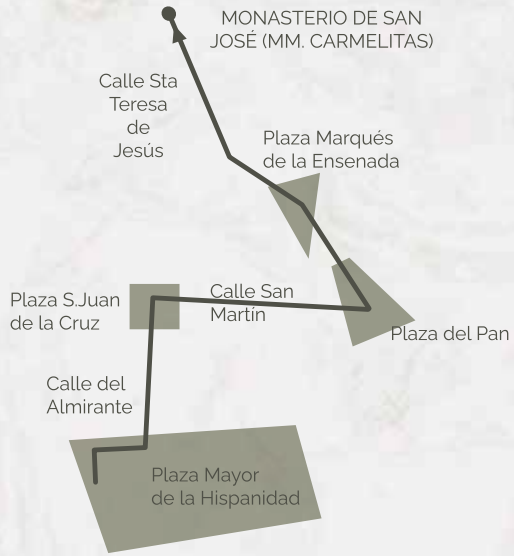 MONASTERIO DE SAN
JOSÉ (MM. CARMELITAS)
Calle Sta
Teresa
de
Jesús
Plaza Marqués
de la Ensenada
Calle San
Martín
Plaza S.Juan
de la Cruz
Plaza del Pan
Calle del
Almirante
Plaza Mayor
de la Hispanidad